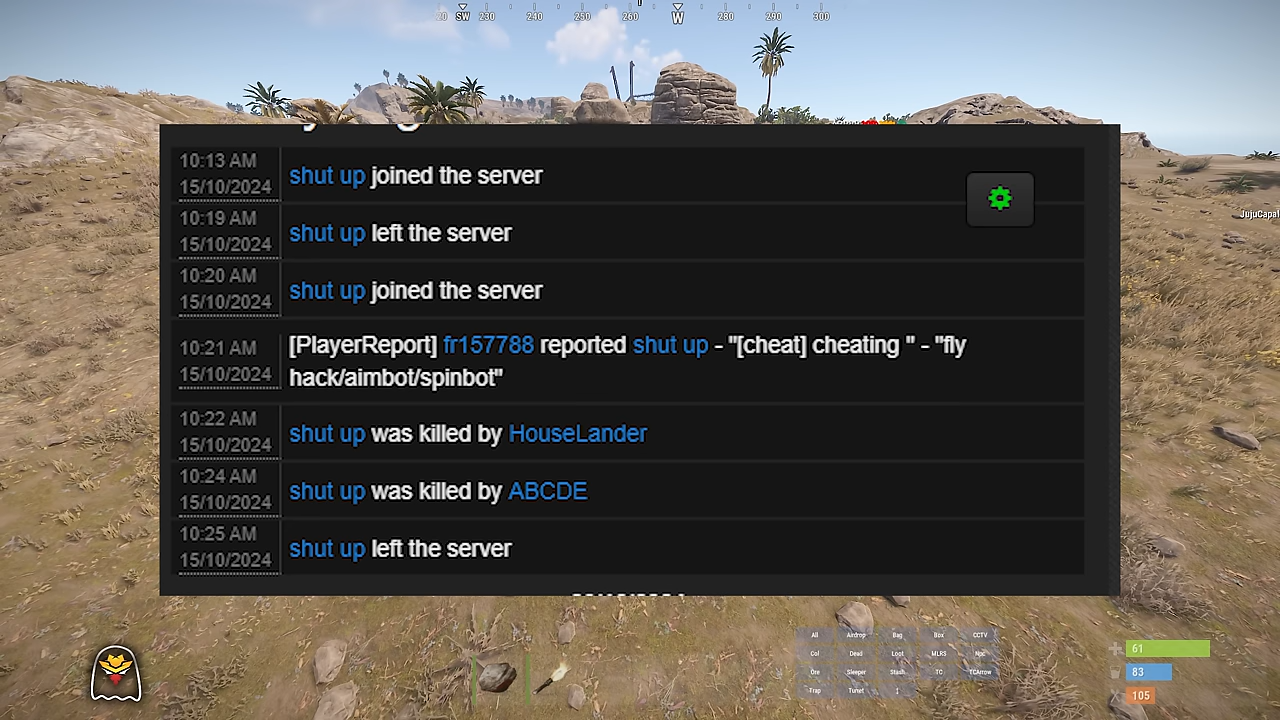 20 SW 230 240 250 260 W 280 290 300
JujuCapa
10:13 AM
15/10/2024
shut up joined the server
10:19 AM
15/10/2024
shut up left the server
10:20 AM
15/10/2024
shut up joined the server
10:21 AM
15/10/2024
[PlayerReport] fr157788 reported shut up - "[cheat] cheating " - "fly
hack/aimbot/spinbot"
10:22 AM
15/10/2024
shut up was killed by HouseLander
10:24 AM
15/10/2024
shut up was killed by ABCDE
10:25 AM
15/10/2024
shut up left the server
All Airdrop Bag Box CCTV
Col Dead Loot MLRS Npc
Ore Sleeper Stash TC TCArrow
Trap Turret
61
83
105